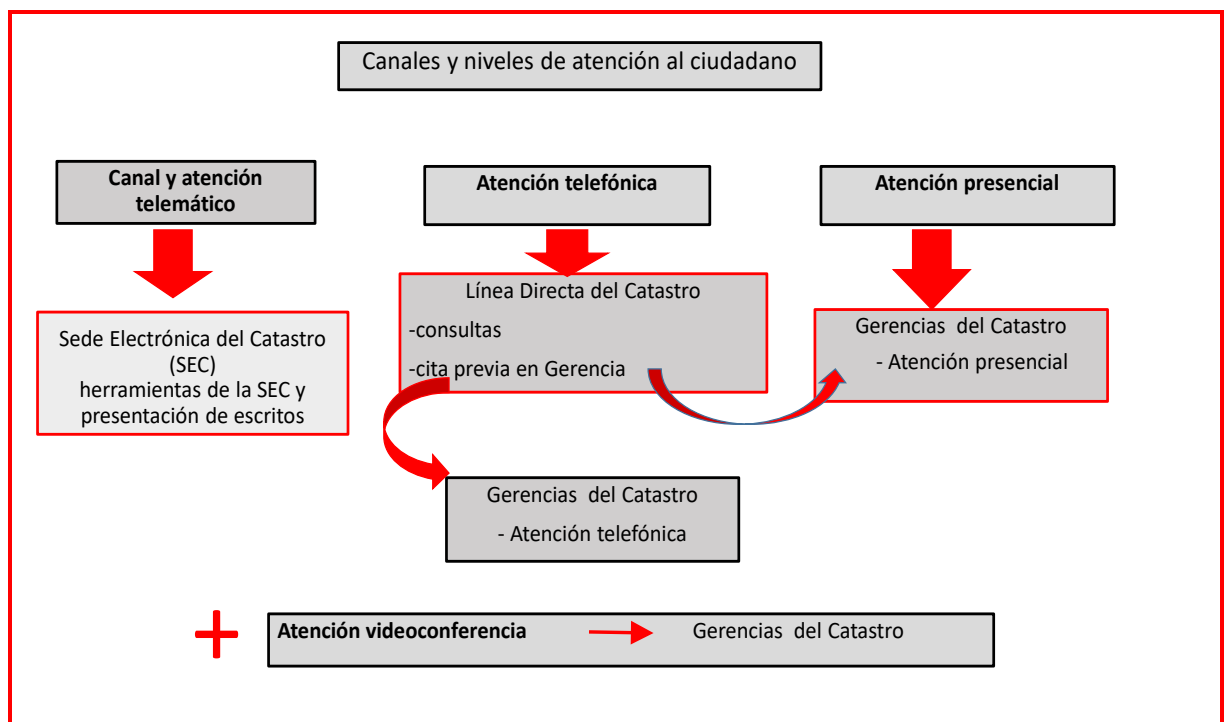 Canales y niveles de atención al ciudadano
Canal y atención
telemático
Atención telefónica
Atención presencial
Sede Electrónica del Catastro
(SEC)
herramientas de la SEC y
presentación de escritos
Línea Directa del Catastro
-consultas
-cita previa en Gerencia
Gerencias del Catastro
- Atención presencial
Gerencias del Catastro
- Atención telefónica
+
Atención videoconferencia Gerencias del Catastro